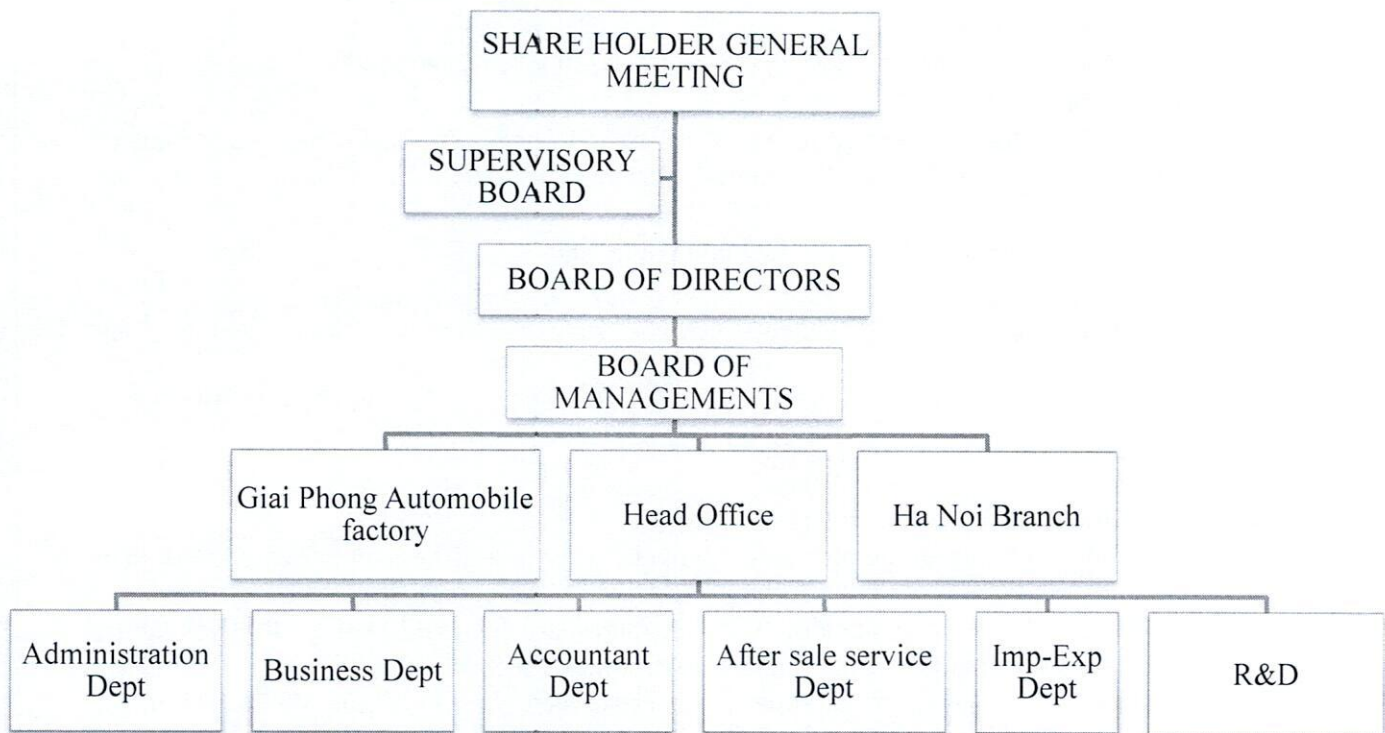 SHARE HOLDER GENERAL
MEETING
SUPERVISORY
BOARD
BOARD OF DIRECTORS
BOARD OF
MANAGEMENTS
Giai Phong Automobile
factory
Head Office
Ha Noi Branch
Administration
Dept
Business Dept
Accountant
Dept
After sale service
Dept
Imp-Exp
Dept
R&D